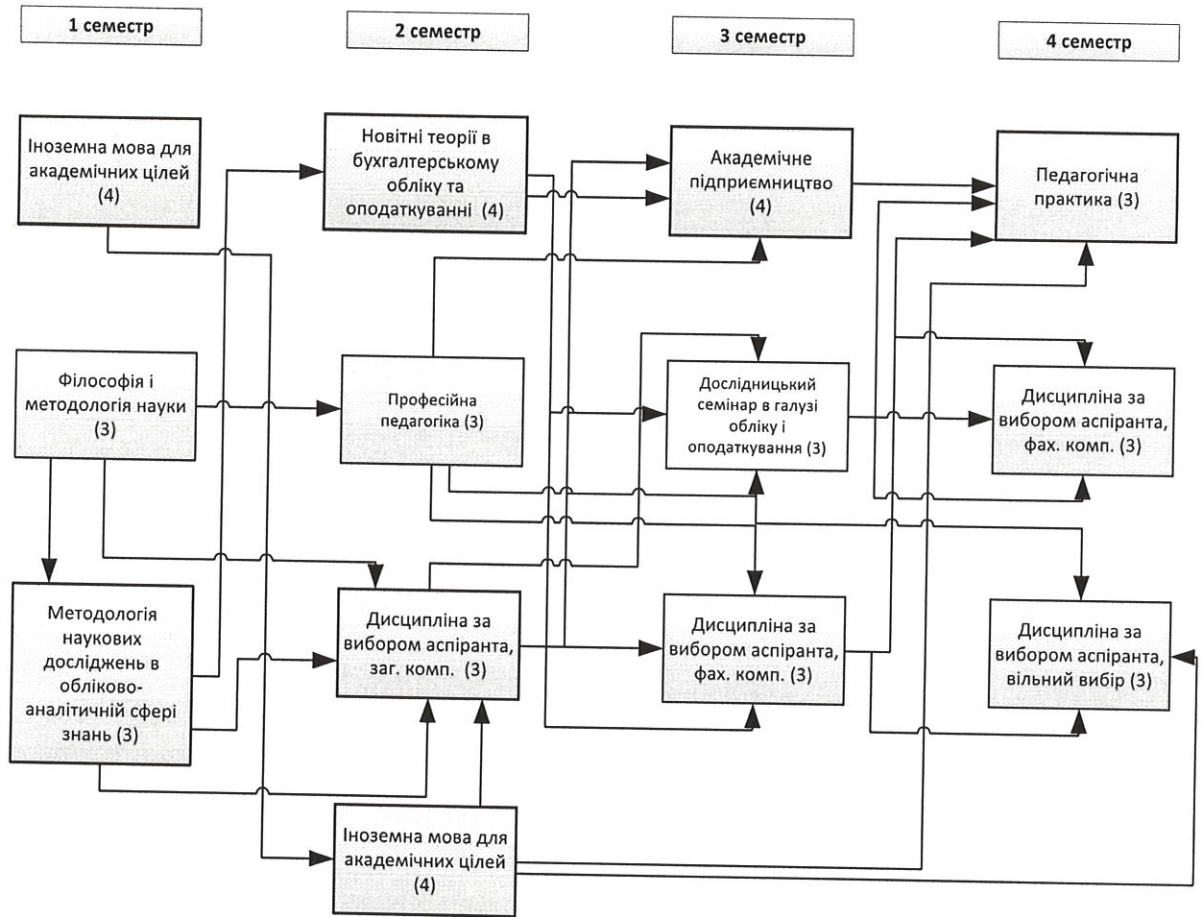 1 семестр
2 семестр
3 семестр
4 семестр
Іноземна мова для
академічних цілей
(4)
Новітні теорії в
бухгалтерському
обліку та
оподаткуванні (4)
Академічне
підприємництво
(4)
Педагогічна
практика (3)
Філософія і
методологія науки
(3)
Професійна
педагогіка (3)
Дослідницький
семінар в галузі
обліку і
оподаткування (3)
Дисципліна за
вибором аспіранта,
фах. комп. (3)
Методологія
наукових
досліджень в
обліково-
аналітичній сфері
знань (3)
Дисципліна за
вибором аспіранта,
заг. комп. (3)
Дисципліна за
вибором аспіранта,
фах. комп. (3)
Дисципліна за
вибором аспіранта,
вільний вибір (3)
Іноземна мова для
академічних цілей
(4)